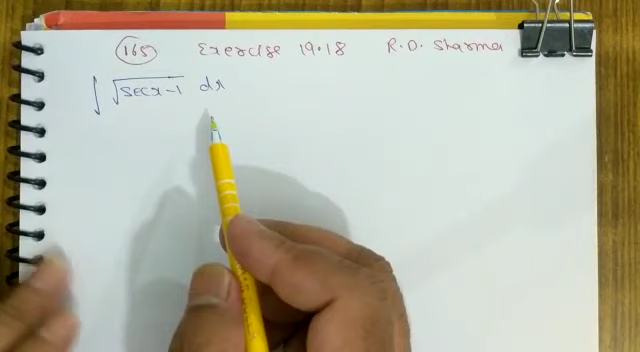 165 Exercise 19.18 R.D. Sharma
∫ √secx-1 dx